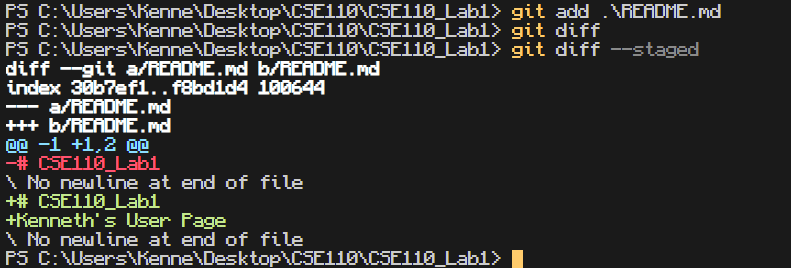 PS C:\Users\Kenne\Desktop\CSE110\CSE110_Lab1> git add .\README.md
PS C:\Users\Kenne\Desktop\CSE110\CSE110_Lab1> git diff
PS C:\Users\Kenne\Desktop\CSE110\CSE110_Lab1> git diff --staged
diff --git a/README.md b/README.md
index 30b7ef1..f8bd1d4 100644
--- a/README.md
+++ b/README.md
@@ -1 +1,2 @@
-# CSE110_Lab1
\ No newline at end of file
+# CSE110_Lab1
+Kenneth's User Page
\ No newline at end of file
PS C:\Users\Kenne\Desktop\CSE110\CSE110_Lab1>